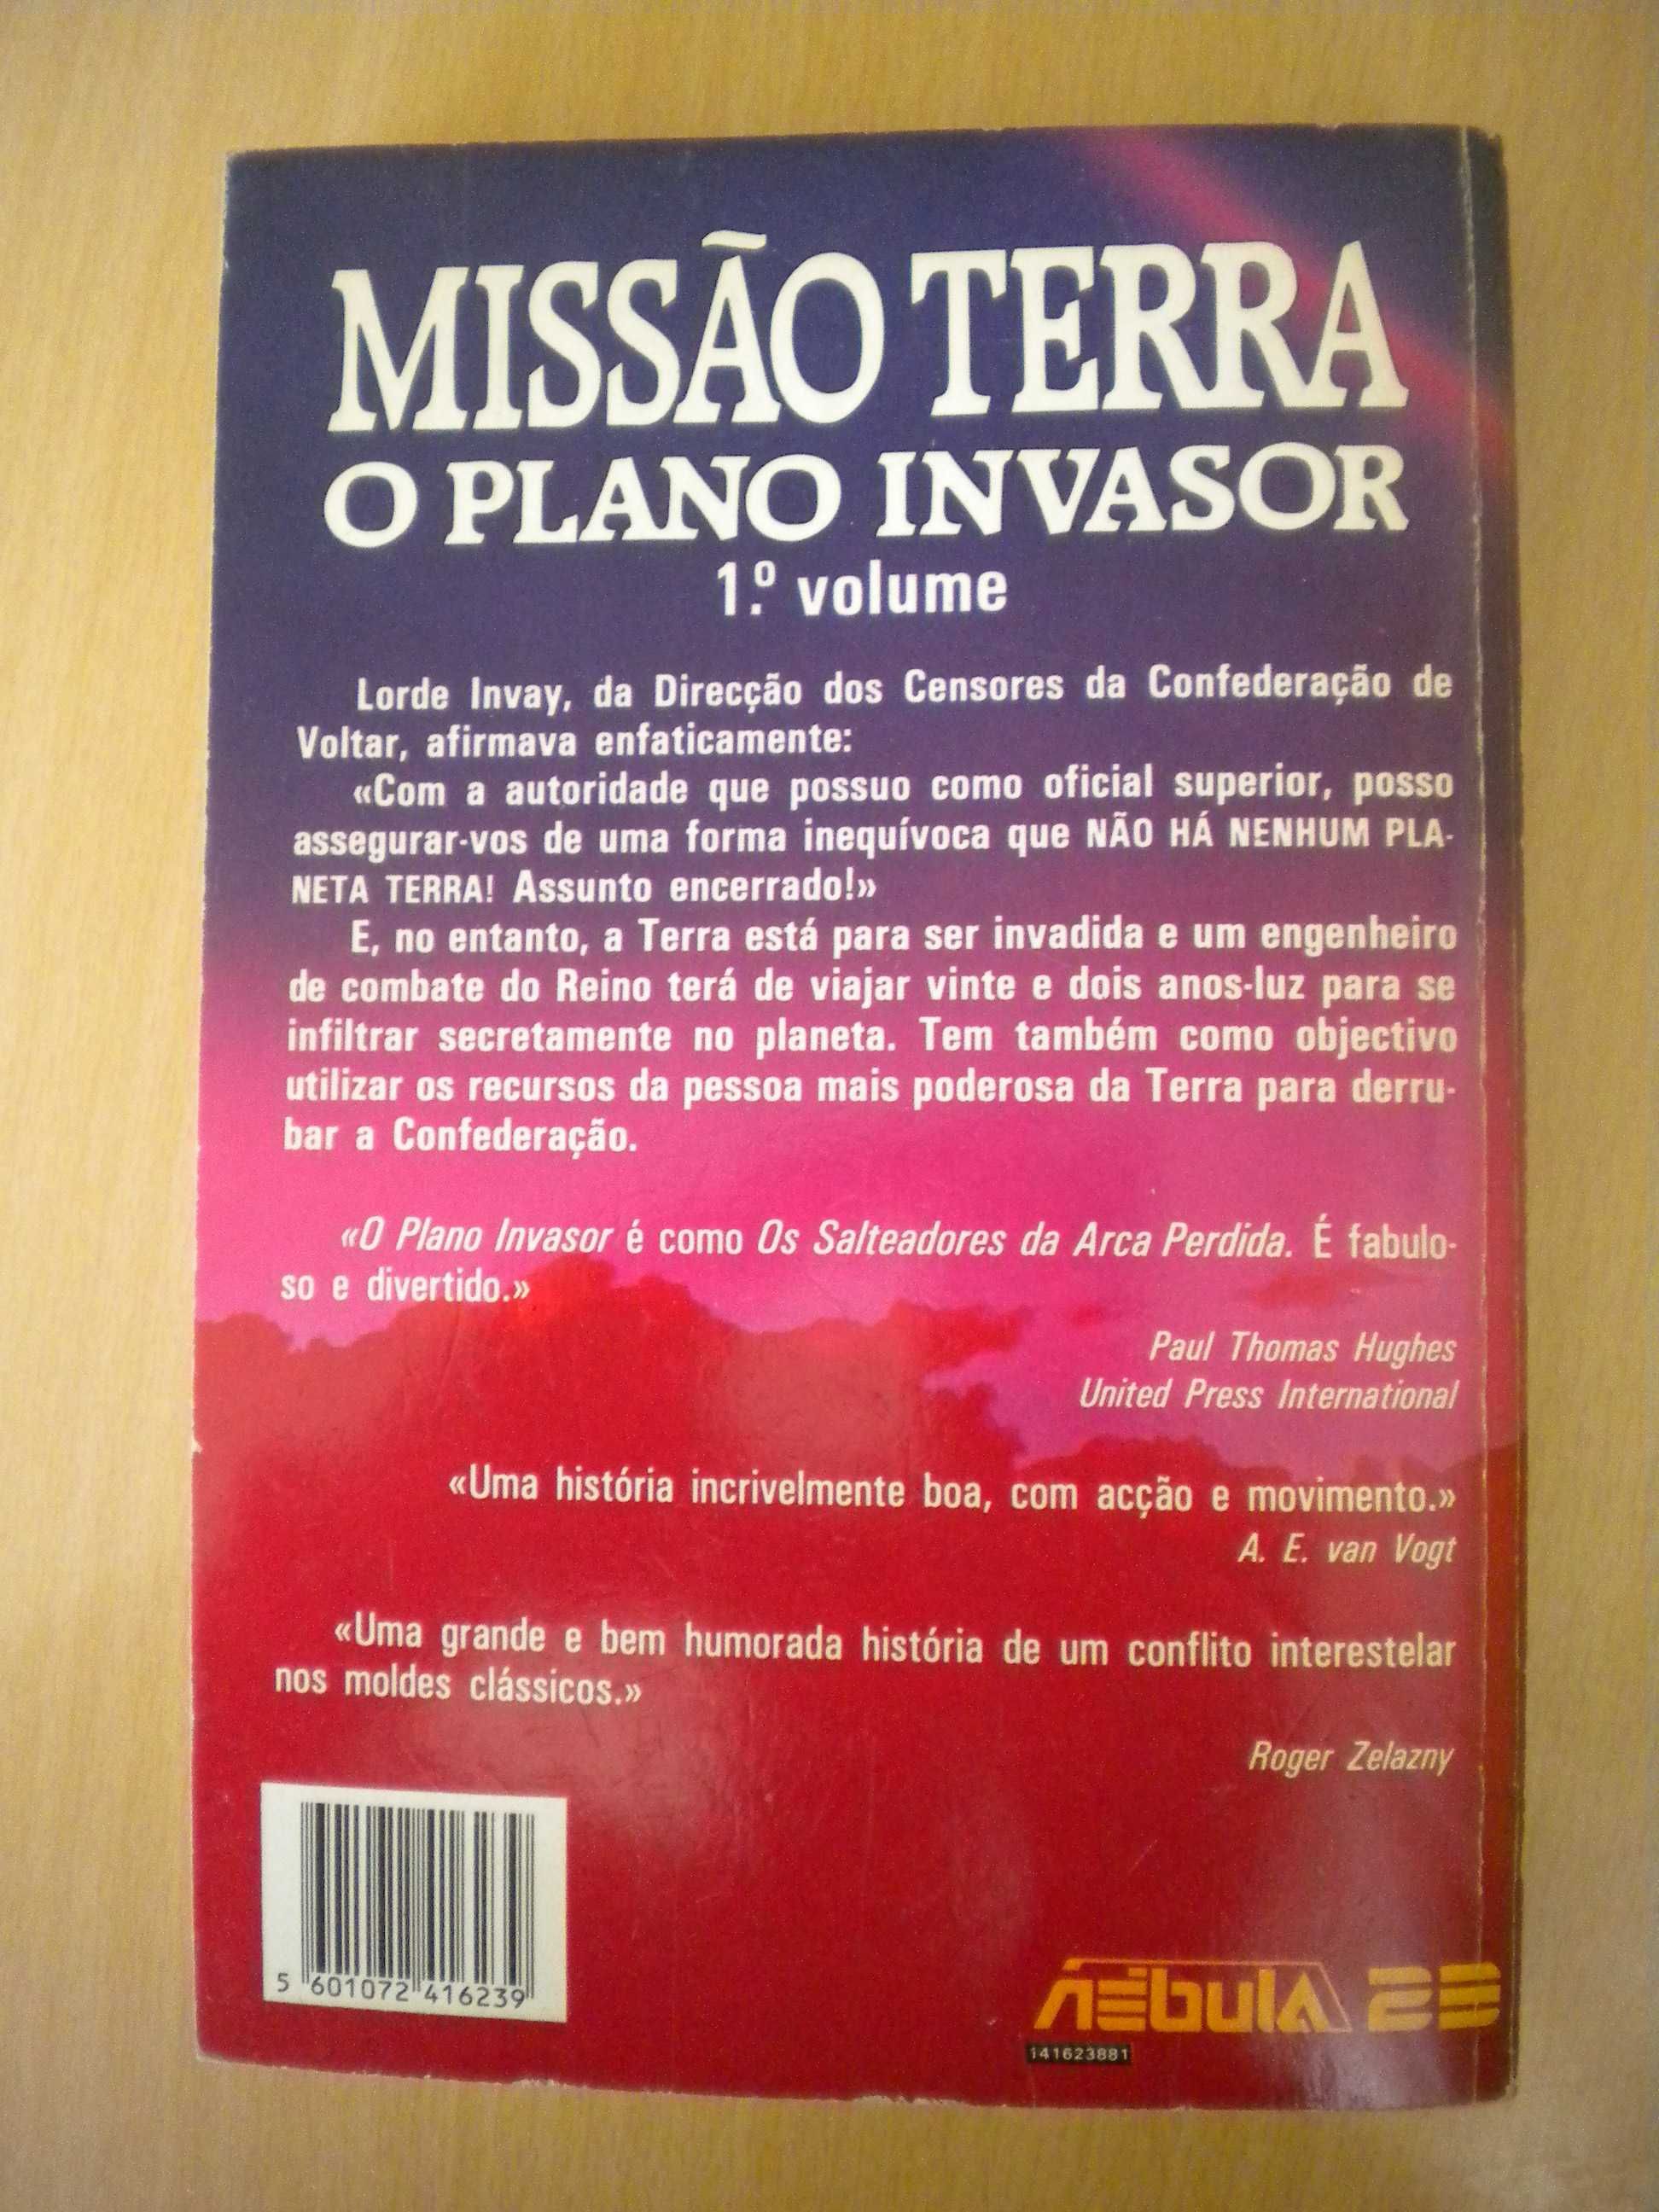 MISSÃO TERRA
O PLANO INVASOR
1.º volume
Lorde Invay, da Direcção dos Censores da Confederação de
Voltar, afirmava enfaticamente:
«Com a autoridade que possuo como oficial superior, posso
assegurar-vos de uma forma inequívoca que NÃO HÁ NENHUM PLA-
NETA TERRA! Assunto encerrado!»
E, no entanto, a Terra está para ser invadida e um engenheiro
de combate do Reino terá de viajar vinte e dois anos-luz para se
infiltrar secretamente no planeta. Tem também como objectivo
utilizar os recursos da pessoa mais poderosa da Terra para derru-
bar a Confederação.
«O Plano Invasor é como Os Salteadores da Arca Perdida. É fabulo-
so e divertido.»
Paul Thomas Hughes
United Press International
«Uma história incrivelmente boa, com acção e movimento.»
A. E. van Vogt
«Uma grande e bem humorada história de um conflito interestelar
nos moldes clássicos.»
Roger Zelazny
5 601072 416239
nébula 23
141623881